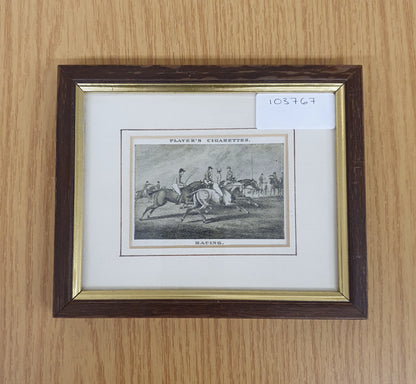 103767
PLAYER'S CIGARETTES.
RACING.